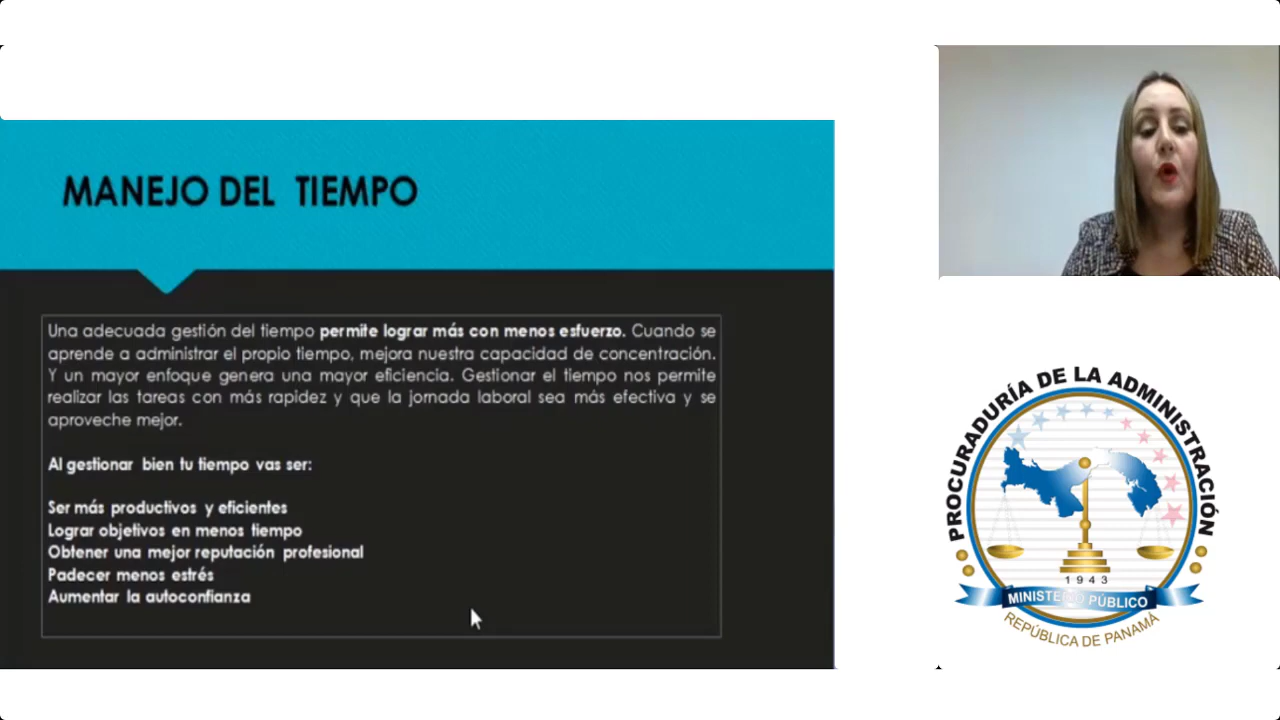 MANEJO DEL TIEMPO
Una adecuada gestión del tiempo permite lograr más con menos esfuerzo. Cuando se
aprende a administrar el propio tiempo, mejora nuestra capacidad de concentración.
Y un mayor enfoque genera una mayor eficiencia. Gestionar el tiempo nos permite
realizar las tareas con más rapidez y que la jornada laboral sea más efectiva y se
aproveche mejor.
Al gestionar bien tu tiempo vas ser:
Ser más productivos y eficientes
Lograr objetivos en menos tiempo
Obtener una mejor reputación profesional
Padecer menos estrés
Aumentar la autoconfianza
PROCURADURÍA DE LA ADMINISTRACIÓN
1943
MINISTERIO PÚBLICO
REPÚBLICA DE PANAMÁ